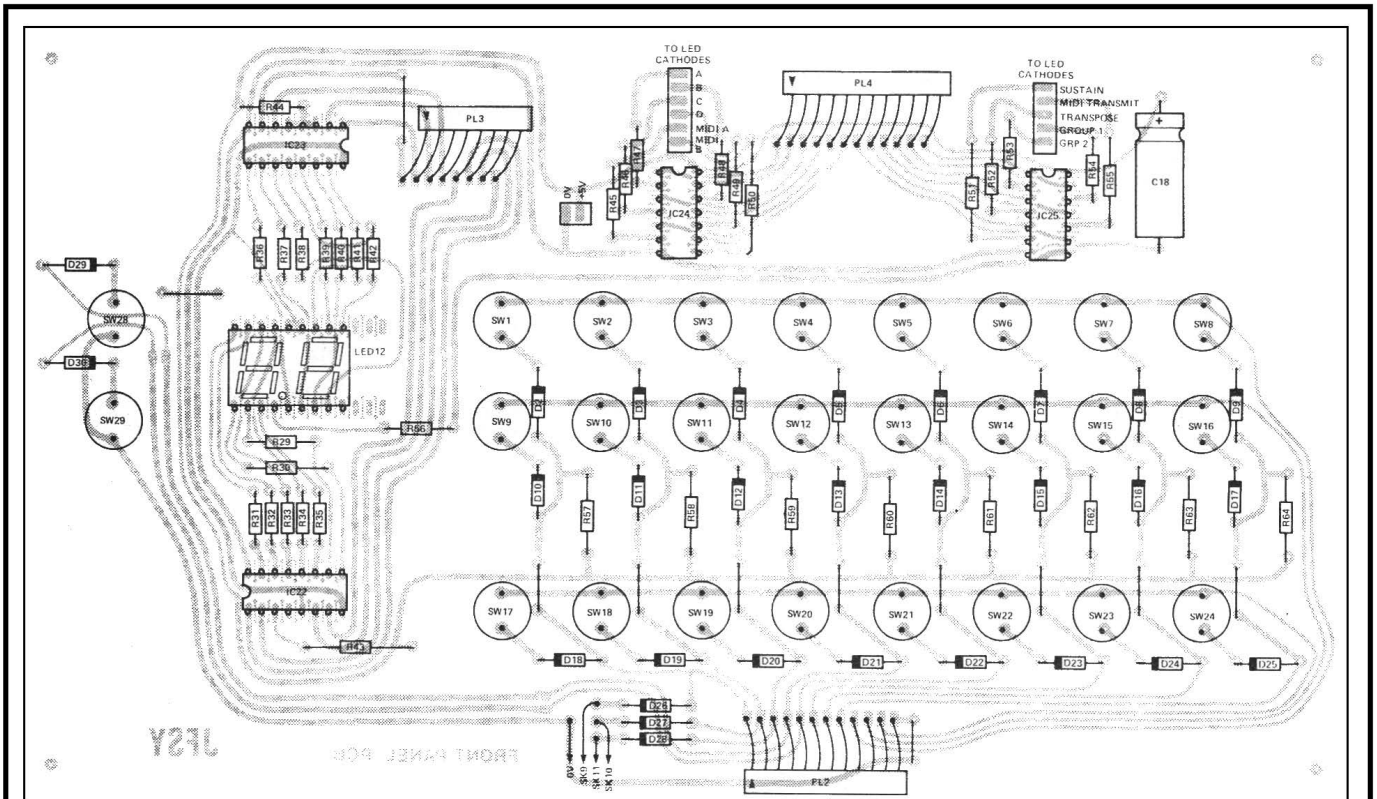 TO LED
CATHODES
A
B
C
D
MIDI A
MIDI
B
PL4
TO LED
CATHODES
SUSTAIN
MIDI TRANSMIT
TRANSPOSE
GROUP 1
GRP 2
R44
PL3
IC23
R47
R46
R45
0V
+5V
IC24
R48
R49
R50
R53
R52
R51
IC25
R54
R55
+
C18
R36
R37
R38
R39
R40
R41
R42
D29
SW28
D30
SW29
LED12
SW1
SW2
SW3
SW4
SW5
SW6
SW7
SW8
D2
D3
D4
D5
D6
D7
D8
D9
SW9
SW10
SW11
SW12
SW13
SW14
SW15
SW16
R56
R29
R30
D10
D11
D12
D13
D14
D15
D16
D17
R31
R32
R33
R34
R35
R57
R58
R59
R60
R61
R62
R63
R64
IC22
SW17
SW18
SW19
SW20
SW21
SW22
SW23
SW24
R43
D18
D19
D20
D21
D22
D23
D24
D25
D26
D27
D28
JFSY
FRONT PANEL PCB
0V
SK9
SK11
SK10
PL2